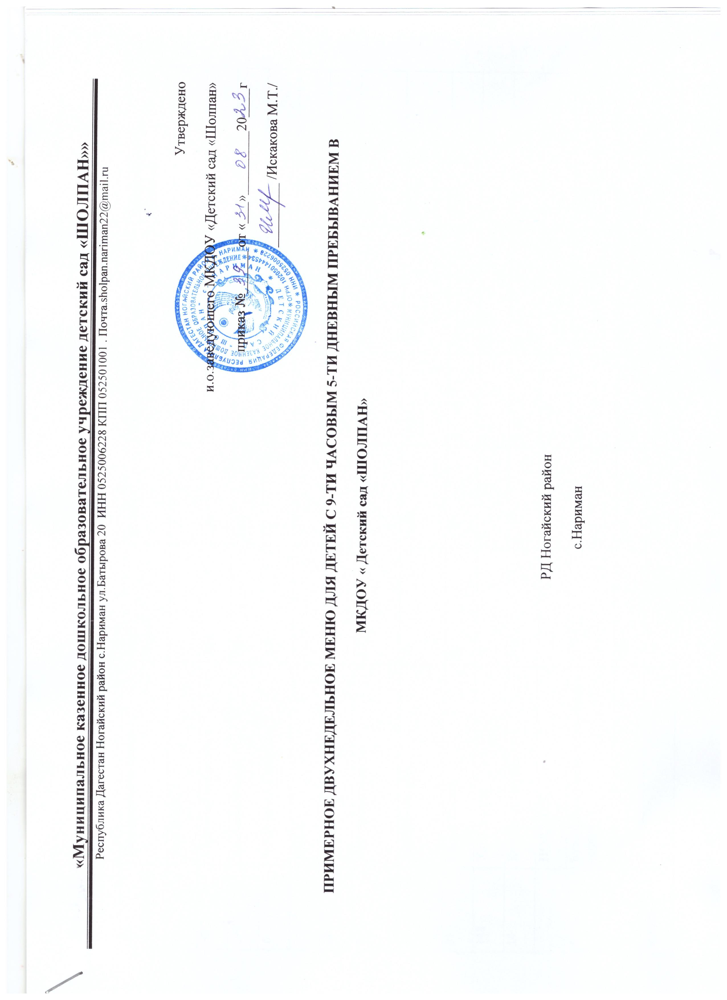 «Муниципальное казенное дошкольное образовательное учреждение детский сад «ШОЛПАН»»
Республика Дагестан Ногайский район с.Нариман ул.Батырова 20 ИНН 0525006228 КПП 052501001 . Почта.sholpan.nariman22@mail.ru
Утверждено
и.о.заведующего МКДОУ «Детский сад «Шолпан»
приказ № 39 от « 31 » 08 2023 г
/Искакова М.Т./
РОССИЙСКАЯ ФЕДЕРАЦИЯ РЕСПУБЛИКА ДАГЕСТАН НОГАЙСКИЙ РАЙОН с. НАРИМАН * ИНН 0525006228 *
МУНИЦИПАЛЬНОЕ КАЗЕННОЕ ДОШКОЛЬНОЕ ОБРАЗОВАТЕЛЬНОЕ УЧРЕЖДЕНИЕ * ОГРН 1020501444534 *
ДЕТСКИЙ САД "ШОЛПАН" с. НАРИМАН *
ПРИМЕРНОЕ ДВУХНЕДЕЛЬНОЕ МЕНЮ ДЛЯ ДЕТЕЙ С 9-ТИ ЧАСОВЫМ 5-ТИ ДНЕВНЫМ ПРЕБЫВАНИЕМ В
МКДОУ « Детский сад «ШОЛПАН»
РД Ногайский район
с.Нариман